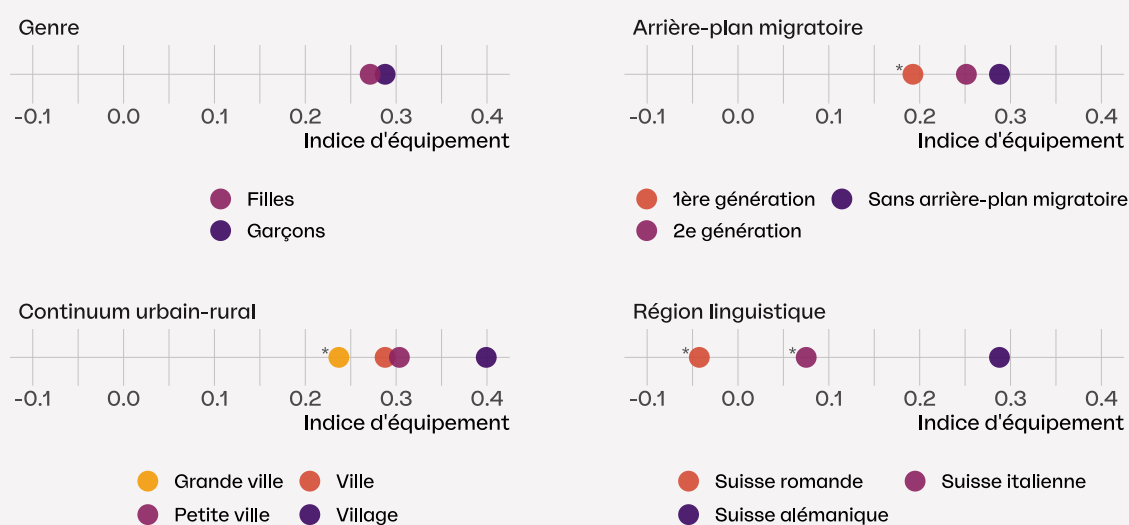 Genre
-0.1 0.0 0.1 0.2 0.3 0.4
Indice d'équipement
Filles
Garçons
Arrière-plan migratoire
*
-0.1 0.0 0.1 0.2 0.3 0.4
Indice d'équipement
1ère génération Sans arrière-plan migratoire
2e génération
Continuum urbain-rural
*
-0.1 0.0 0.1 0.2 0.3 0.4
Indice d'équipement
Grande ville Ville
Petite ville Village
Région linguistique
* *
-0.1 0.0 0.1 0.2 0.3 0.4
Indice d'équipement
Suisse romande Suisse italienne
Suisse alémanique